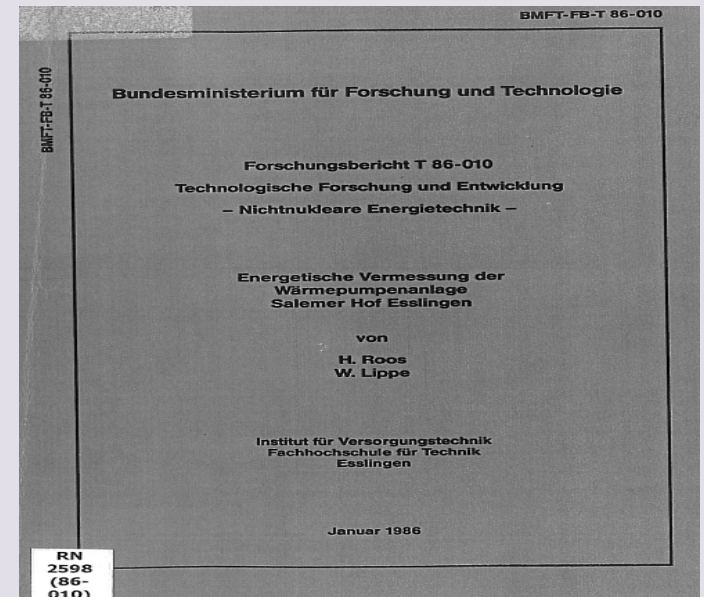 BMFT-FB-T 86-010
BMFT-FB-T 86-010
Bundesministerium für Forschung und Technologie
Forschungsbericht T 86-010
Technologische Forschung und Entwicklung
– Nichtnukleare Energietechnik –
Energetische Vermessung der
Wärmepumpenanlage
Salemer Hof Esslingen
von
H. Roos
W. Lippe
Institut für Versorgungstechnik
Fachhochschule für Technik
Esslingen
Januar 1986
RN
2598
(86-
010)